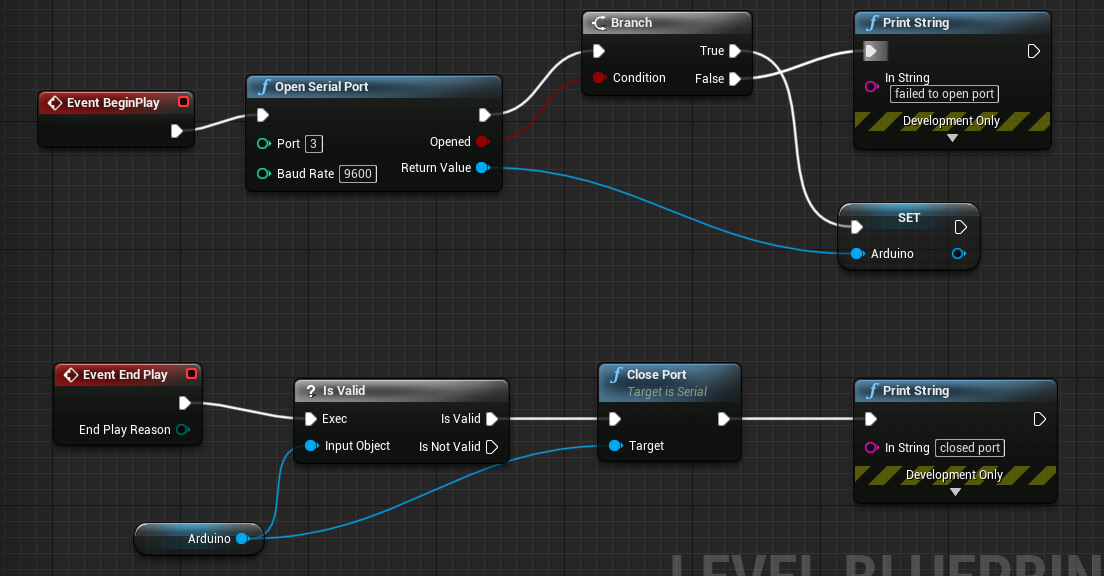 Branch
True
Condition
False
Print String
In String
failed to open port
Development Only
Event BeginPlay
Open Serial Port
Port 3
Opened
Baud Rate 9600
Return Value
SET
Arduino
Event End Play
End Play Reason
? Is Valid
Exec
Is Valid
Input Object
Is Not Valid
Close Port
Target is Serial
Target
Print String
In String closed port
Development Only
Arduino
LEVEL BLUEPRIN